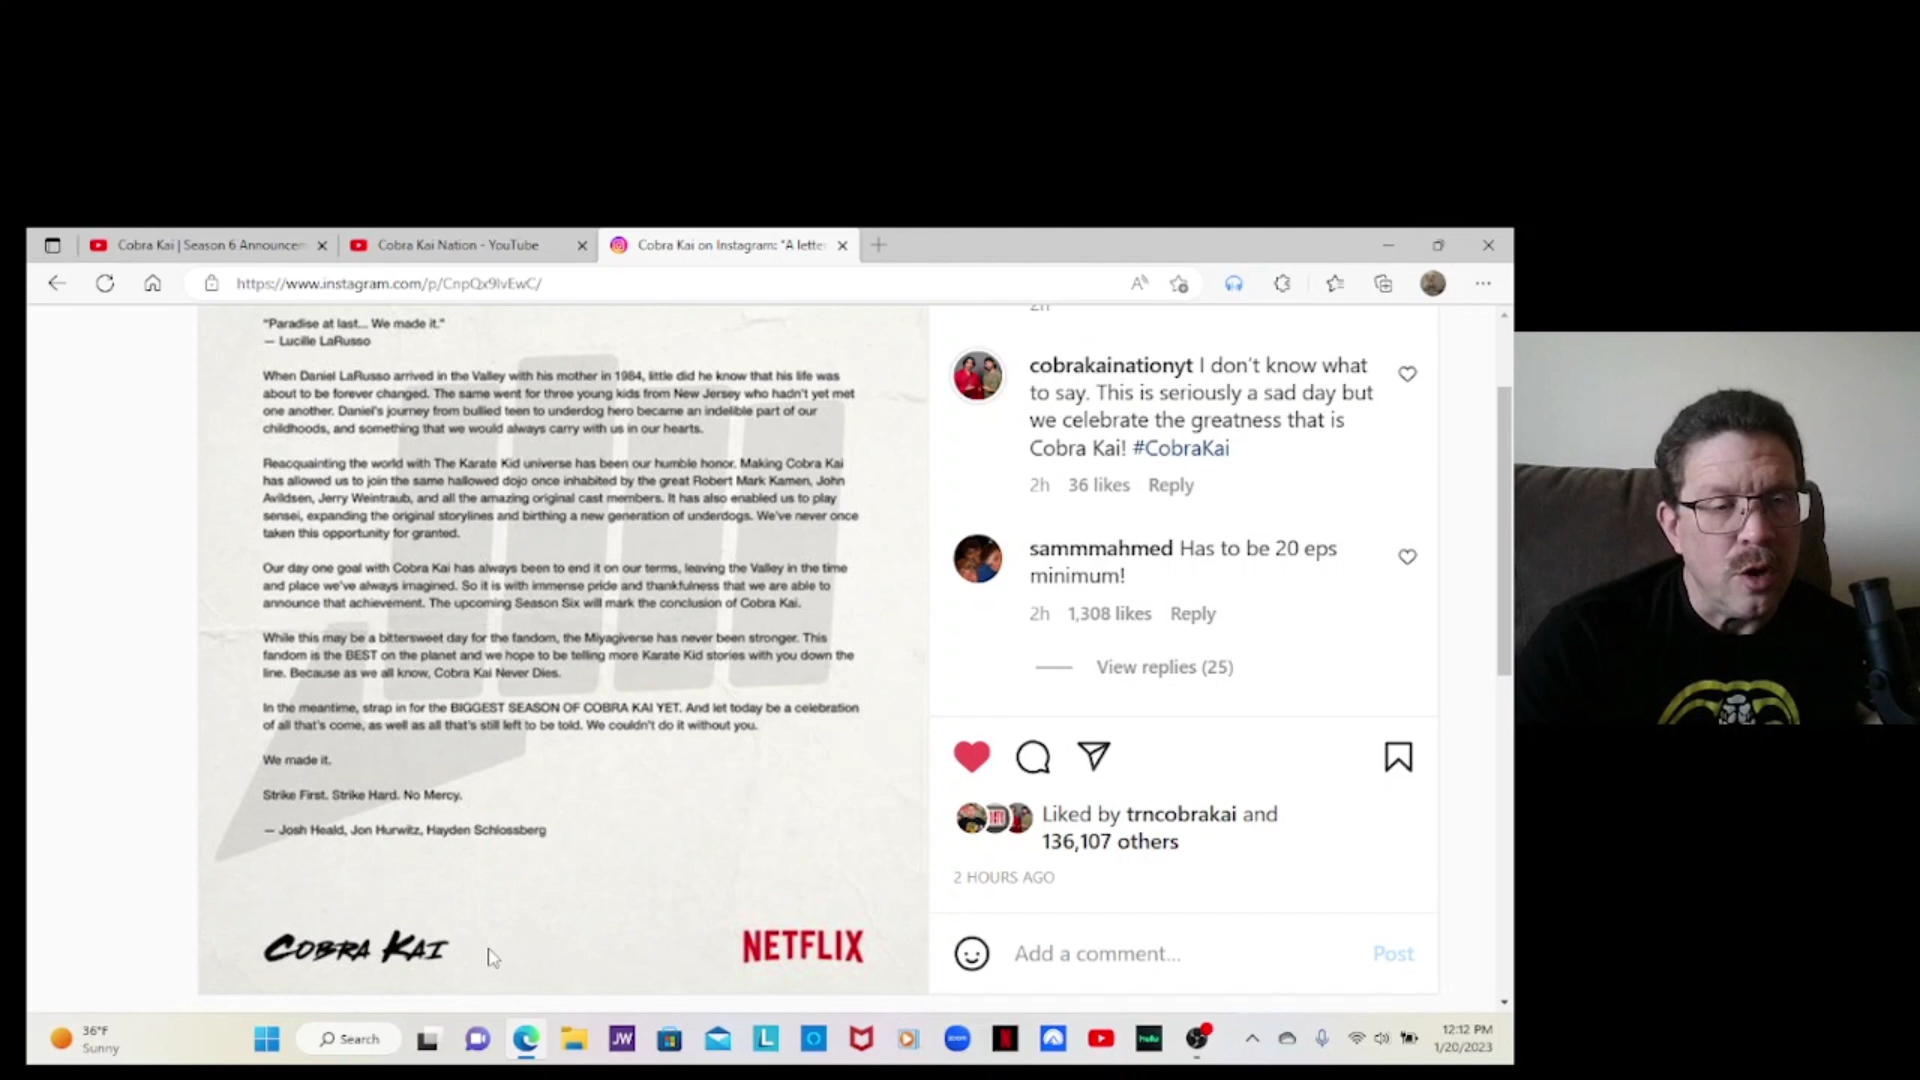 Cobra Kai | Season 6 Announcem
Cobra Kai Nation - YouTube
Cobra Kai on Instagram: "A lette
https://www.instagram.com/p/CnpQx9lvEwC/
"Paradise at last... We made it."
— Lucille LaRusso
When Daniel LaRusso arrived in the Valley with his mother in 1984, little did he know that his life was
about to be forever changed. The same went for three young kids from New Jersey who hadn't yet met
one another. Daniel's journey from bullied teen to underdog hero became an indelible part of our
childhoods, and something that we would always carry with us in our hearts.
Reacquainting the world with The Karate Kid universe has been our humble honor. Making Cobra Kai
has allowed us to join the same hallowed dojo once inhabited by the great Robert Mark Kamen, John
Avildsen, Jerry Weintraub, and all the amazing original cast members. It has also enabled us to play
sensei, expanding the original storylines and birthing a new generation of underdogs. We've never once
taken this opportunity for granted.
Our day one goal with Cobra Kai has always been to end it on our terms, leaving the Valley in the time
and place we've always imagined. So it is with immense pride and thankfulness that we are able to
announce that achievement. The upcoming Season Six will mark the conclusion of Cobra Kai.
While this may be a bittersweet day for the fandom, the Miyagiverse has never been stronger. This
fandom is the BEST on the planet and we hope to be telling more Karate Kid stories with you down the
line. Because as we all know, Cobra Kai Never Dies.
In the meantime, strap in for the BIGGEST SEASON OF COBRA KAI YET. And let today be a celebration
of all that's come, as well as all that's still left to be told. We couldn't do it without you.
We made it.
Strike First. Strike Hard. No Mercy.
— Josh Heald, Jon Hurwitz, Hayden Schlossberg
COBRA KAI
NETFLIX
2h
cobrakainationyt I don't know what
to say. This is seriously a sad day but
we celebrate the greatness that is
Cobra Kai! #CobraKai
2h 36 likes Reply
sammmahmed Has to be 20 eps
minimum!
2h 1,308 likes Reply
View replies (25)
Liked by trncobrakai and
136,107 others
2 HOURS AGO
Add a comment... Post
36°F
Sunny
Search
JW
L
zoom
hulu
12:12 PM
1/20/2023